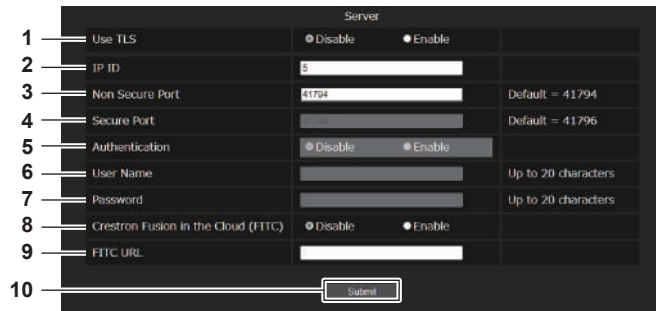 Server
1 Use TLS Disable Enable
2 IP ID 5
3 Non Secure Port 41794 Default = 41794
4 Secure Port Default = 41796
5 Authentication Disable Enable
6 User Name Up to 20 characters
7 Password Up to 20 characters
8 Crestron Fusion in the Cloud (FITC) Disable Enable
9 FITC URL
10 Submit